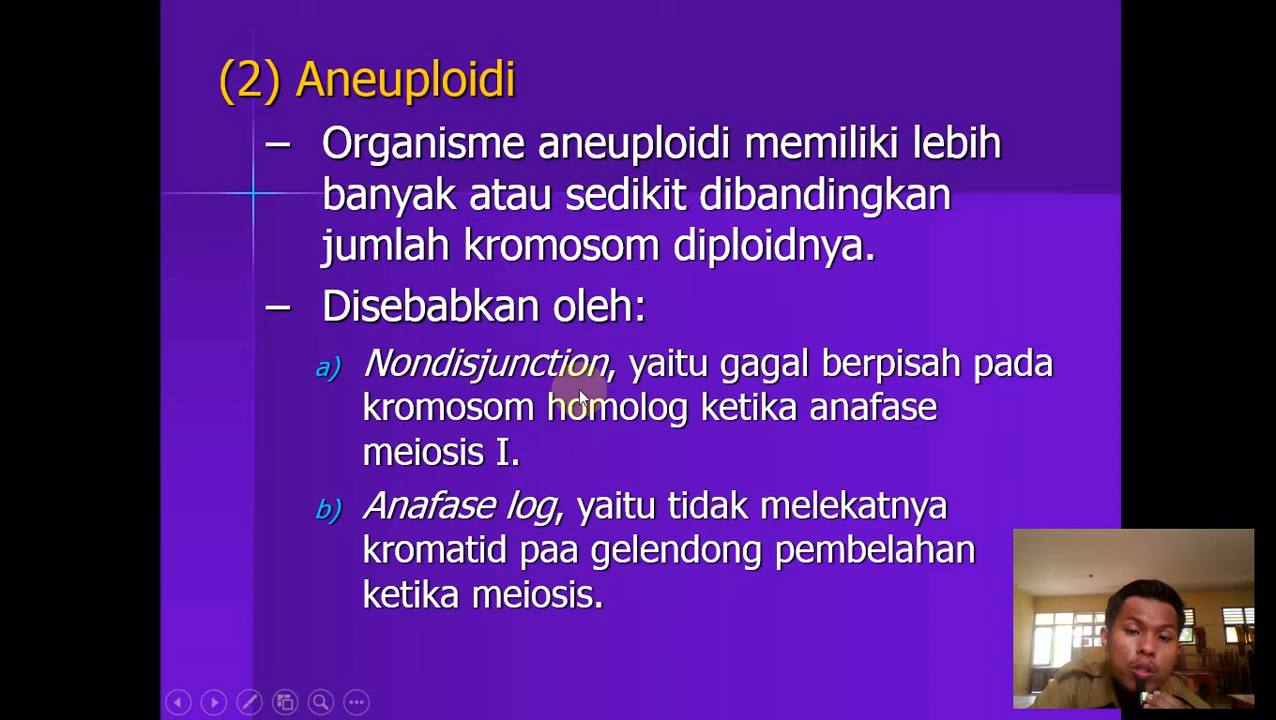 (2) Aneuploidi
– Organisme aneuploidi memiliki lebih
banyak atau sedikit dibandingkan
jumlah kromosom diploidnya.
– Disebabkan oleh:
a) Nondisjunction, yaitu gagal berpisah pada
kromosom homolog ketika anafase
meiosis I.
b) Anafase log, yaitu tidak melekatnya
kromatid paa gelendong pembelahan
ketika meiosis.